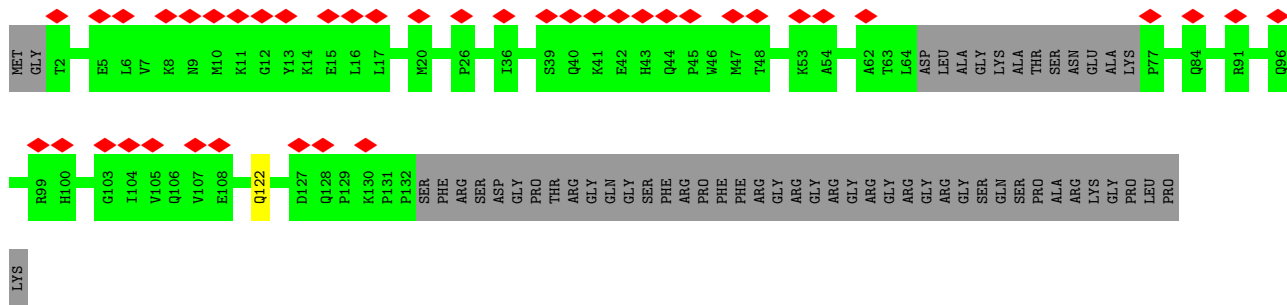 MET GLY T2 E5 L6 V7 K8 N9 M10 K11 G12 Y13 K14 E15 L16 L17 M20 P26 I36 S39 Q40 K41 E42 H43 Q44 P45 W46 M47 T48 K53 A54 A62 T63 L64 ASP LEU ALA GLY LYS ALA THR SER ASN GLU ALA LYS P77 Q84 R91 Q96
R99 H100 G103 I104 V105 Q106 V107 E108 Q122 D127 Q128 P129 K130 P131 P132 SER PHE ARG SER ASP GLY PRO THR ARG GLY GLN GLY SER PHE ARG PRO PHE PHE ARG GLY ARG GLY ARG GLY ARG GLY ARG GLY ARG GLY SER GLN SER PRO ALA ARG LYS GLY PRO LEU PRO
LYS